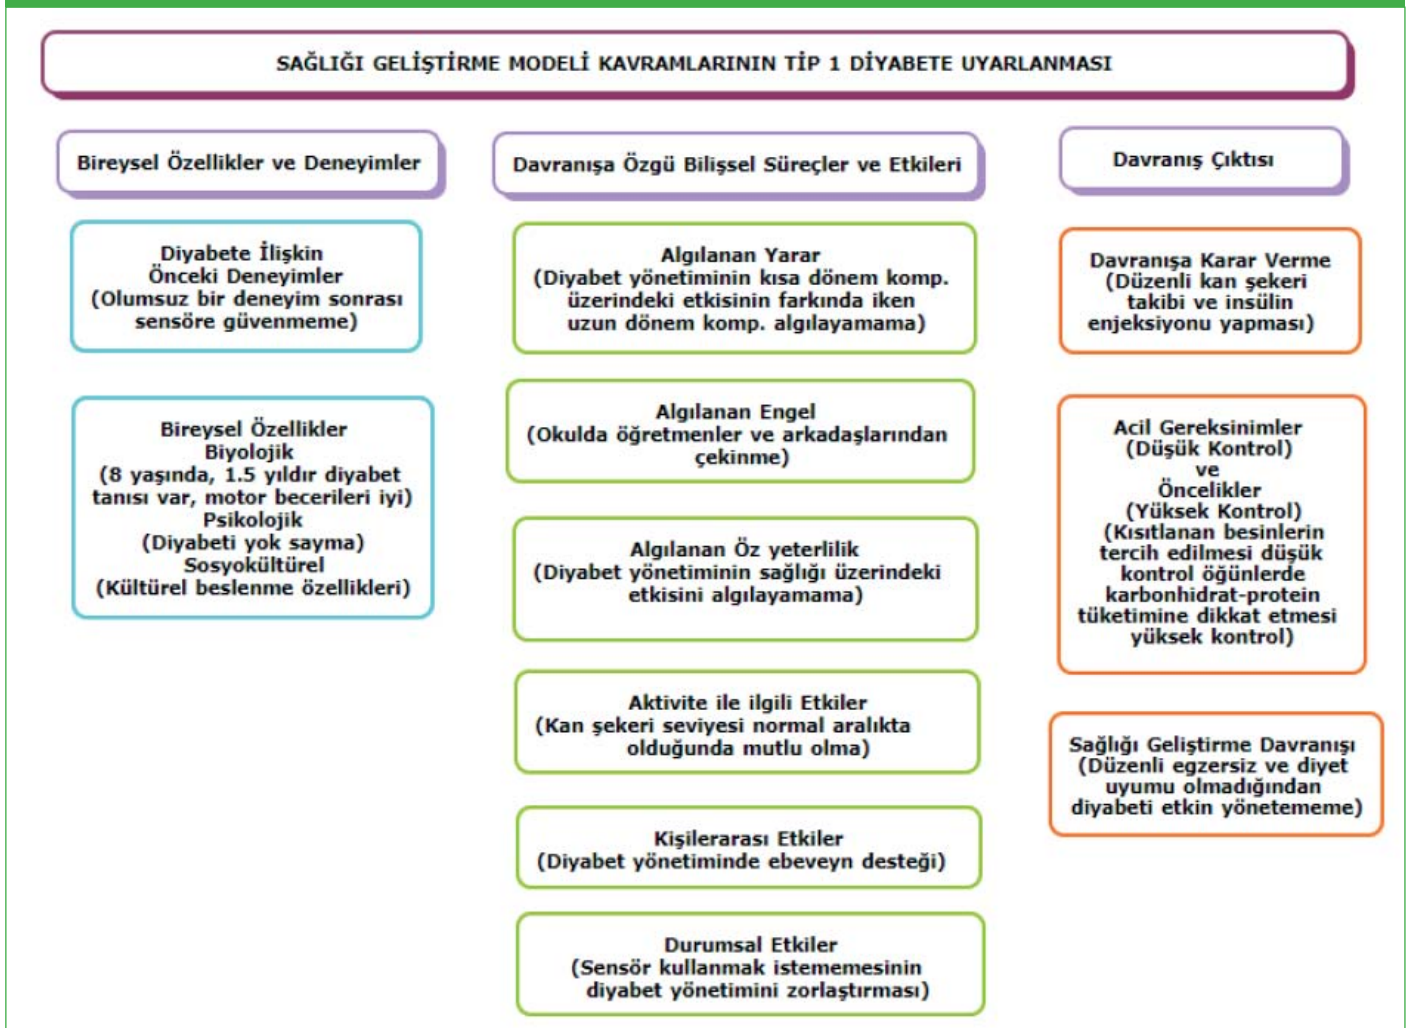 SAĞLIĞI GELİŞTİRME MODELİ KAVRAMLARININ TİP 1 DİYABETE UYARLANMASI
Bireysel Özellikler ve Deneyimler
Diyabete İlişkin
Önceki Deneyimler
(Olumsuz bir deneyim sonrası
sensöre güvenmeme)
Bireysel Özellikler
Biyolojik
(8 yaşında, 1.5 yıldır diyabet
tanısı var, motor becerileri iyi)
Psikolojik
(Diyabeti yok sayma)
Sosyokültürel
(Kültürel beslenme özellikleri)
Davranışa Özgü Bilişsel Süreçler ve Etkileri
Algılanan Yarar
(Diyabet yönetiminin kısa dönem komp.
üzerindeki etkisinin farkında iken
uzun dönem komp. algılayamama)
Algılanan Engel
(Okulda öğretmenler ve arkadaşlarından
çekinme)
Algılanan Öz yeterlilik
(Diyabet yönetiminin sağlığı üzerindeki
etkisini algılayamama)
Aktivite ile ilgili Etkiler
(Kan şekeri seviyesi normal aralıkta
olduğunda mutlu olma)
Kişilerarası Etkiler
(Diyabet yönetiminde ebeveyn desteği)
Durumsal Etkiler
(Sensör kullanmak istememesinin
diyabet yönetimini zorlaştırması)
Davranış Çıktısı
Davranışa Karar Verme
(Düzenli kan şekeri
takibi ve insülin
enjeksiyonu yapması)
Acil Gereksinimler
(Düşük Kontrol)
ve
Öncelikler
(Yüksek Kontrol)
(Kısıtlanan besinlerin
tercih edilmesi düşük
kontrol öğünlerde
karbonhidrat-protein
tüketimine dikkat etmesi
yüksek kontrol)
Sağlığı Geliştirme Davranışı
(Düzenli egzersiz ve diyet
uyumu olmadığından
diyabeti etkin yönetememe)